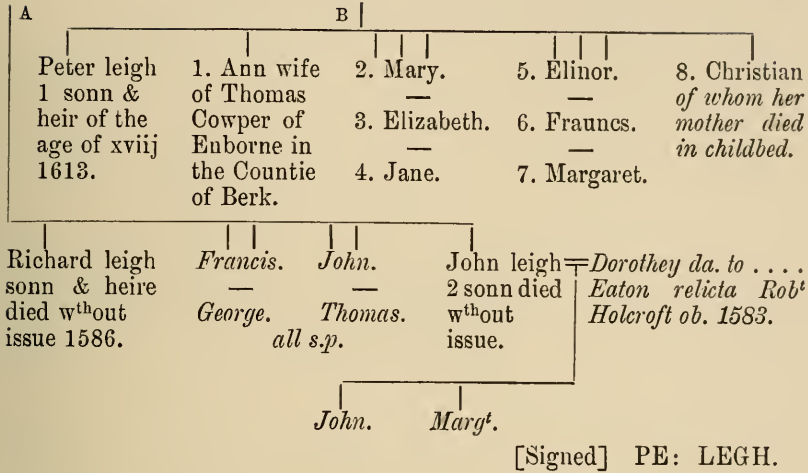 A
B
Peter leigh
1 sonn &
heir of the
age of xviij
1613.
1. Ann wife
of Thomas
Cowper of
Enborne in
the Countie
of Berk.
2. Mary.
—
3. Elizabeth.
—
4. Jane.
5. Elinor.
—
6. Frauncs.
—
7. Margaret.
8. Christian
of whom her
mother died
in childbed.
Richard leigh
sonn & heire
died wthout
issue 1586.
Francis.
—
George.
John.
—
Thomas.
all s.p.
John leigh
2 sonn died
wthout
issue.
Dorothey da. to ....
Eaton relicta Robt
Holcroft ob. 1583.
John.
Margt.
[Signed] PE: LEGH.